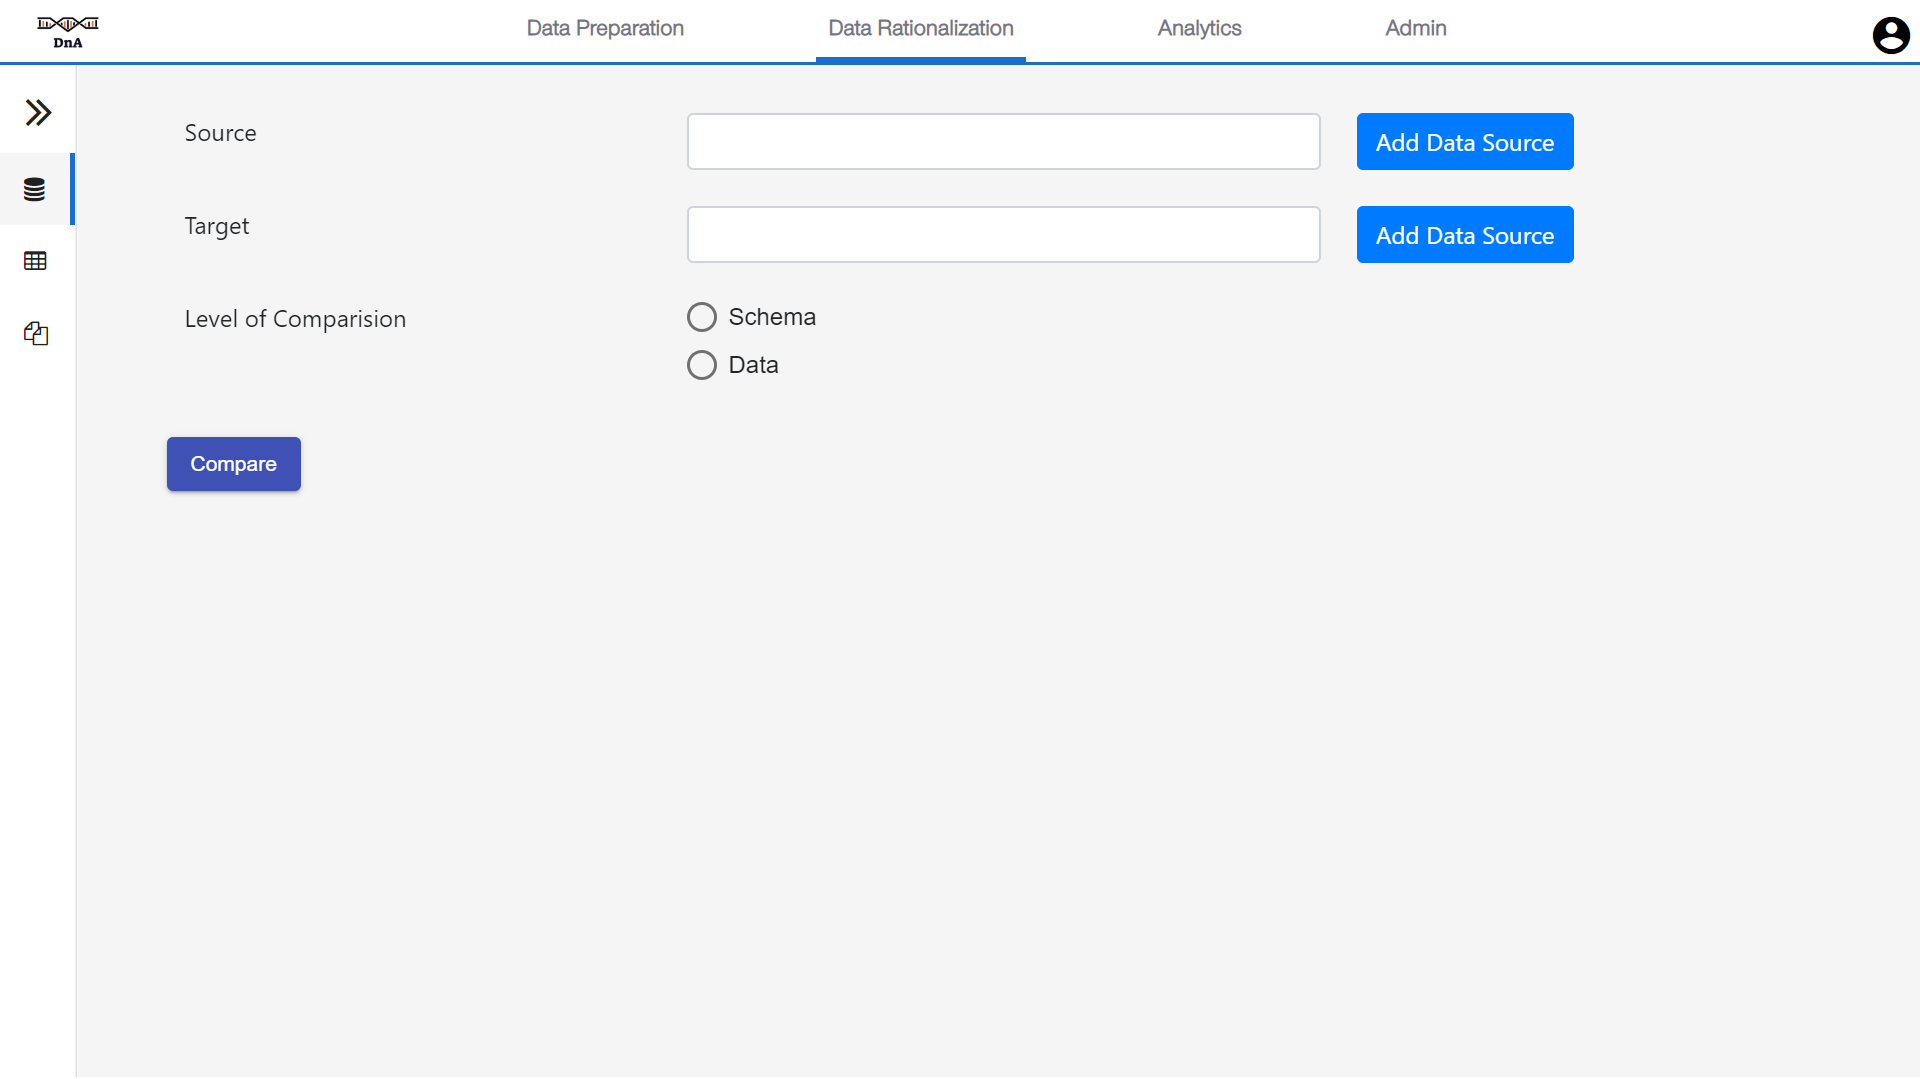 DnA
Data Preparation
Data Rationalization
Analytics
Admin
Source
Add Data Source
Target
Add Data Source
Level of Comparision
Schema
Data
Compare